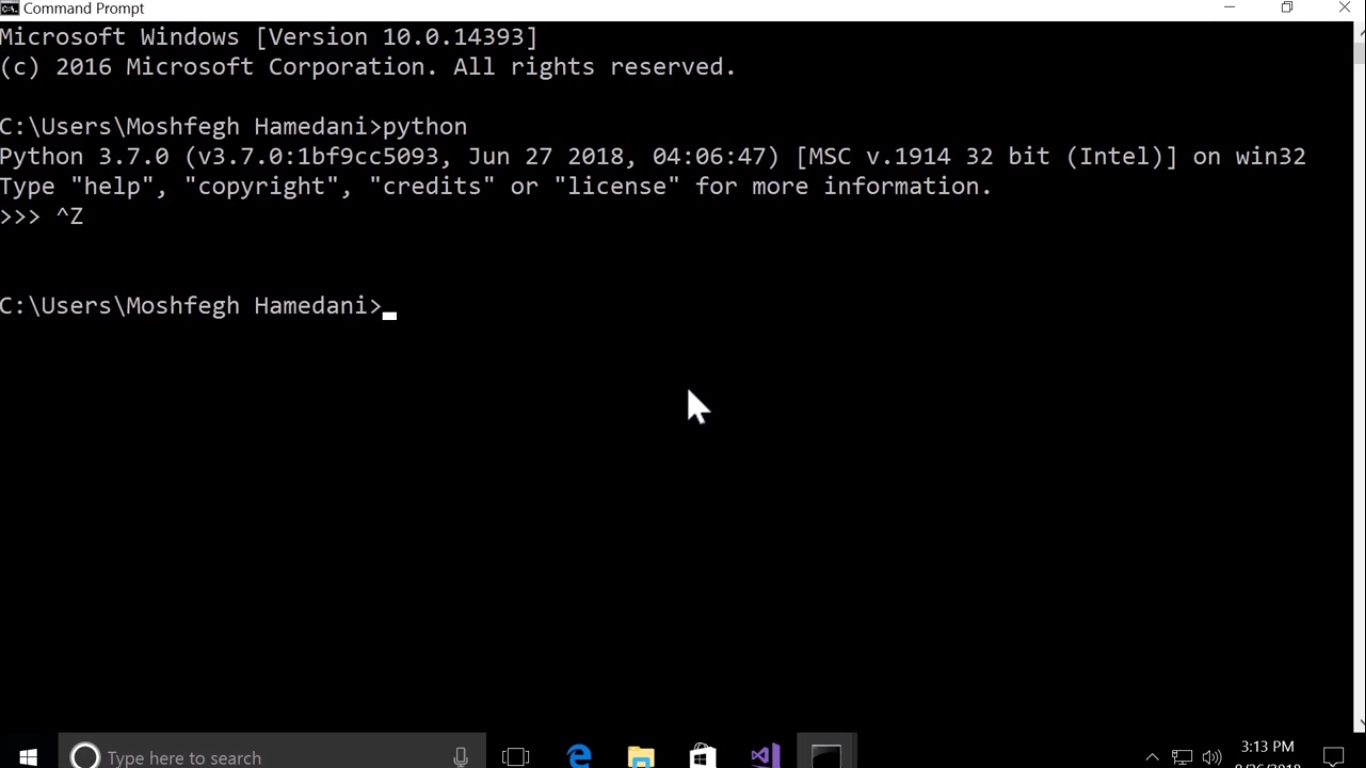 Command Prompt
Microsoft Windows [Version 10.0.14393]
(c) 2016 Microsoft Corporation. All rights reserved.
C:\Users\Moshfegh Hamedani>python
Python 3.7.0 (v3.7.0:1bf9cc5093, Jun 27 2018, 04:06:47) [MSC v.1914 32 bit (Intel)] on win32
Type "help", "copyright", "credits" or "license" for more information.
>>> ^Z
C:\Users\Moshfegh Hamedani>
Type here to search
3:13 PM
8/26/2018